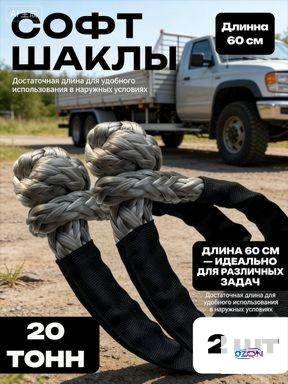 СОФТ
ШАКЛЫ
Достаточная длина для удобного
использования в наружных условиях
Длинна
60 см
ДЛИНА 60 СМ
— ИДЕАЛЬНО
ДЛЯ РАЗЛИЧНЫХ
ЗАДАЧ
Достаточная длина для
удобного использования в
наружных условиях
20
ТОНН
2 ШТ
OZON